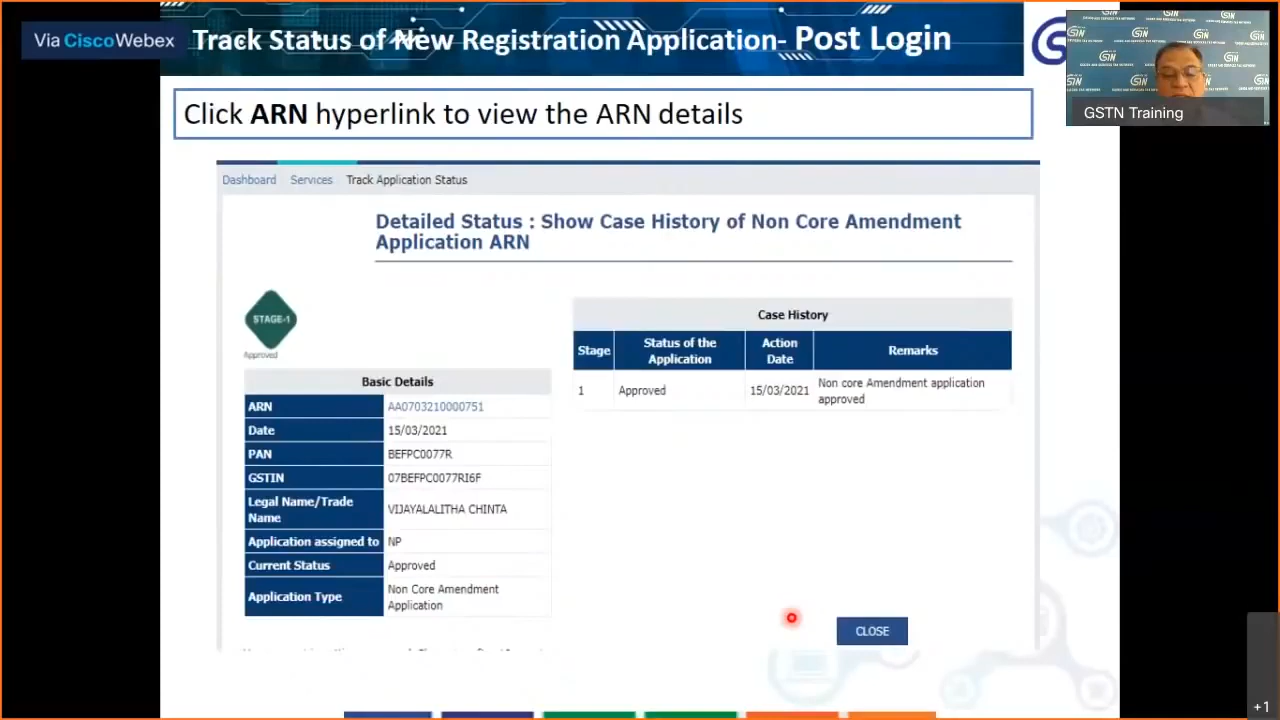 Via CiscoWebex
Track Status of New Registration Application- Post Login
GSTN Training
Click ARN hyperlink to view the ARN details
Dashboard Services Track Application Status
Detailed Status : Show Case History of Non Core Amendment
Application ARN
STAGE-1
Approved
Basic Details
ARN AA0703210000751
Date 15/03/2021
PAN BEFPC0077R
GSTIN 07BEFPC0077RI6F
Legal Name/Trade
Name
VIJAYALALITHA CHINTA
Application assigned to NP
Current Status Approved
Application Type
Non Core Amendment
Application
Case History
Stage
Status of the
Application
Action
Date
Remarks
1 Approved 15/03/2021
Non core Amendment application
approved
CLOSE
+1